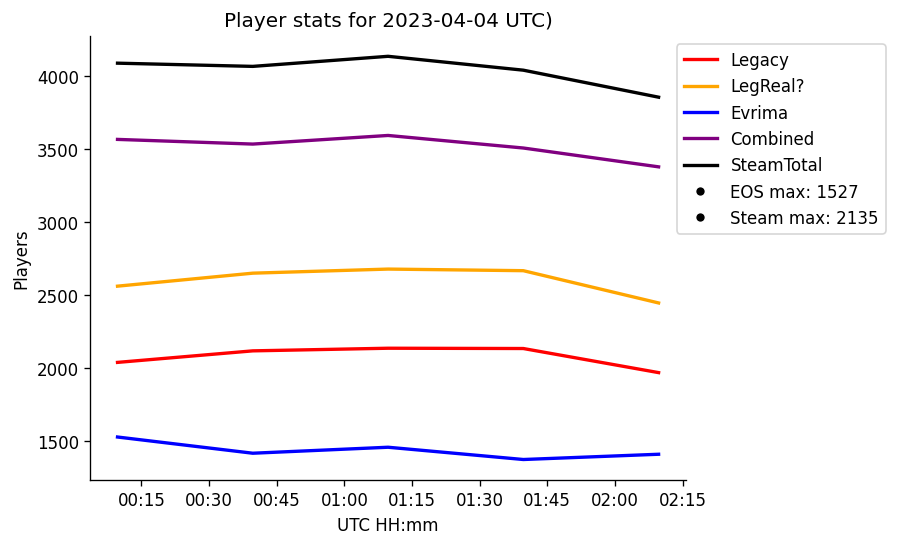 Player stats for 2023-04-04 UTC)
Legacy
LegReal?
Evrima
Combined
SteamTotal
EOS max: 1527
Steam max: 2135
Players
4000
3500
3000
2500
2000
1500
00:15 00:30 00:45 01:00 01:15 01:30 01:45 02:00 02:15
UTC HH:mm